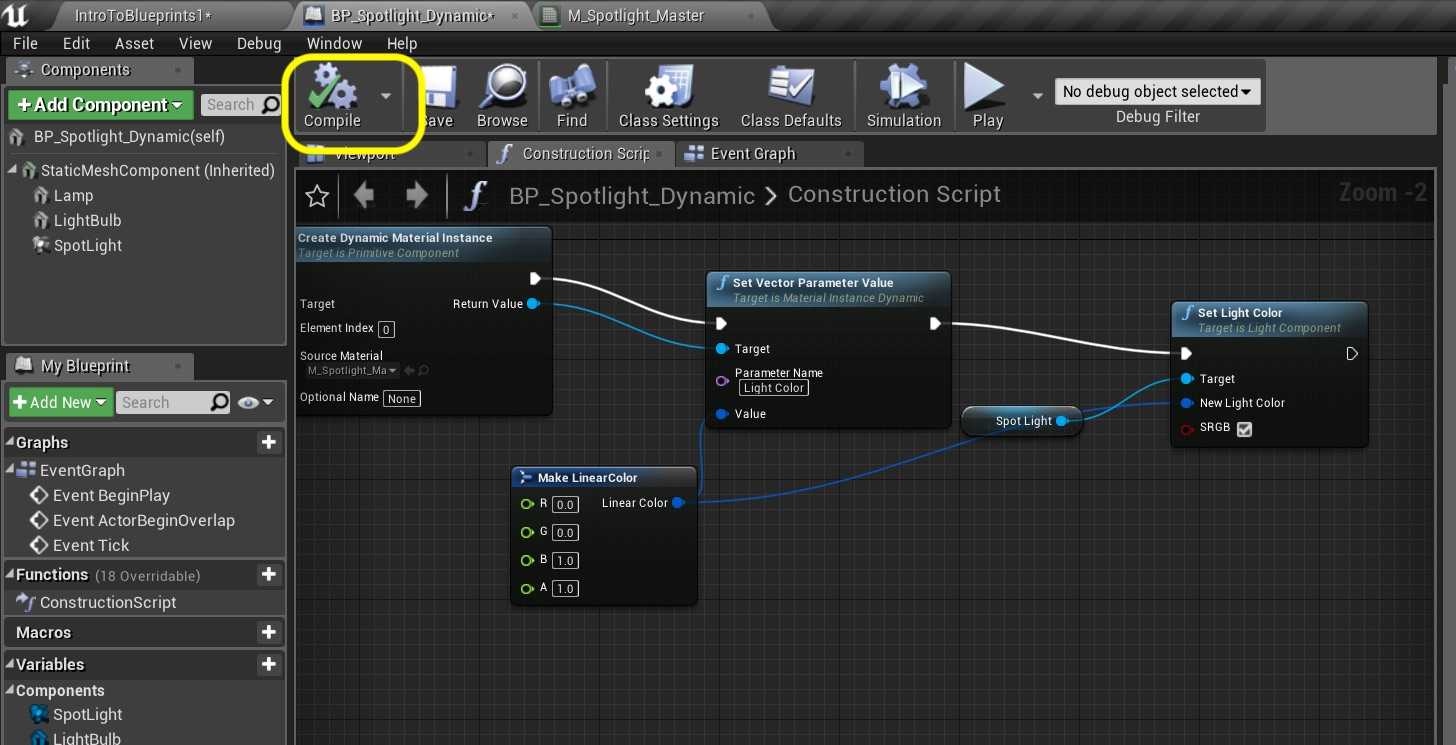 IntroToBlueprints1*
BP_Spotlight_Dynamic*
M_Spotlight_Master
File Edit Asset View Debug Window Help
Components
+Add Component
Search
BP_Spotlight_Dynamic(self)
StaticMeshComponent (Inherited)
Lamp
LightBulb
SpotLight
Compile
ave
Browse
Find
Class Settings
Class Defaults
Simulation
Play
No debug object selected
Debug Filter
Viewport
Construction Scrip
Event Graph
BP_Spotlight_Dynamic > Construction Script
Zoom -2
Create Dynamic Material Instance
Target is Primitive Component
Target
Return Value
Element Index 0
Source Material
M_Spotlight_Ma
Optional Name None
Set Vector Parameter Value
Target is Material Instance Dynamic
Target
Parameter Name
Light Color
Value
Set Light Color
Target is Light Component
Target
New Light Color
SRGB
Spot Light
Make LinearColor
R 0.0 Linear Color
G 0.0
B 1.0
A 1.0
My Blueprint
+Add New
Search
Graphs
EventGraph
Event BeginPlay
Event ActorBeginOverlap
Event Tick
Functions (18 Overridable)
ConstructionScript
Macros
Variables
Components
SpotLight
LightBulb